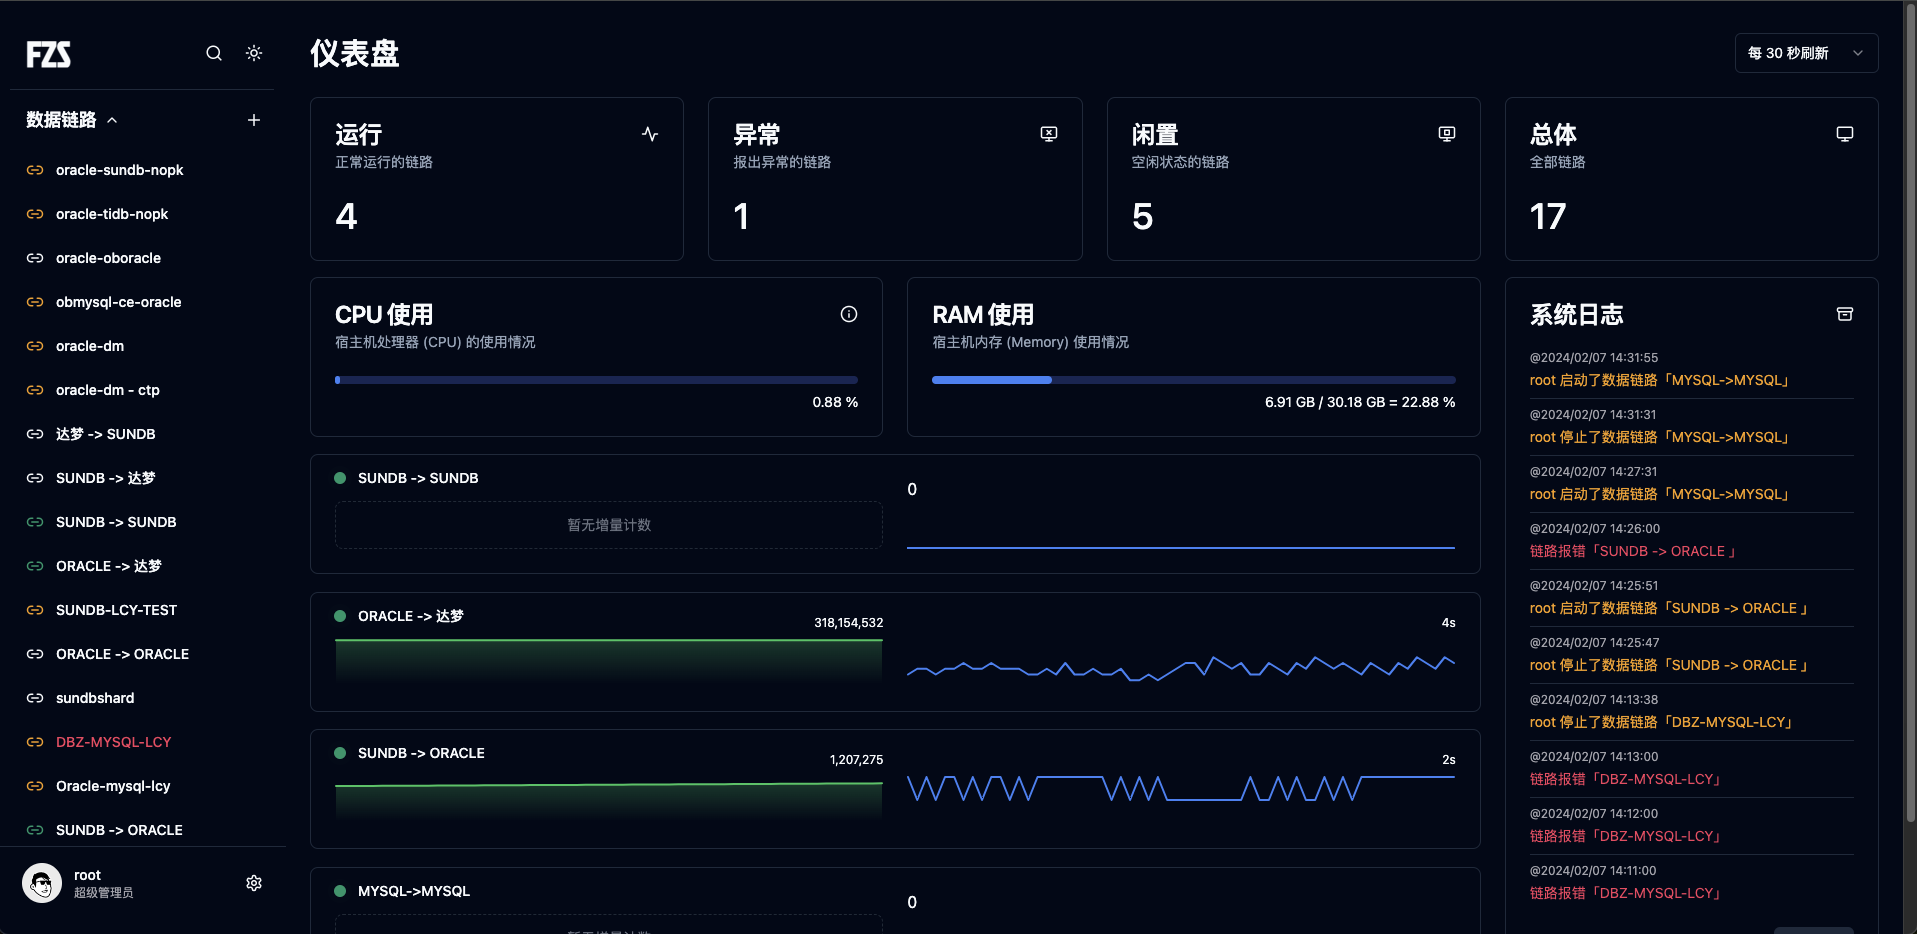 FZS
数据链路
oracle-sundb-nopk
oracle-tidb-nopk
oracle-oboracle
obmysql-ce-oracle
oracle-dm
oracle-dm - ctp
达梦 -> SUNDB
SUNDB -> 达梦
SUNDB -> SUNDB
ORACLE -> 达梦
SUNDB-LCY-TEST
ORACLE -> ORACLE
sundbshard
DBZ-MYSQL-LCY
Oracle-mysql-lcy
SUNDB -> ORACLE
root
超级管理员
仪表盘
每 30 秒刷新
运行
正常运行的链路
4
异常
报出异常的链路
1
闲置
空闲状态的链路
5
总体
全部链路
17
CPU 使用
宿主机处理器 (CPU) 的使用情况
0.88 %
RAM 使用
宿主机内存 (Memory) 使用情况
6.91 GB / 30.18 GB = 22.88 %
SUNDB -> SUNDB
暂无增量计数
0
ORACLE -> 达梦
318,154,532
4s
SUNDB -> ORACLE
1,207,275
2s
MYSQL->MYSQL
0
系统日志
@2024/02/07 14:31:55
root 启动了数据链路「MYSQL->MYSQL」
@2024/02/07 14:31:31
root 停止了数据链路「MYSQL->MYSQL」
@2024/02/07 14:27:31
root 启动了数据链路「MYSQL->MYSQL」
@2024/02/07 14:26:00
链路报错「SUNDB -> ORACLE 」
@2024/02/07 14:25:51
root 启动了数据链路「SUNDB -> ORACLE 」
@2024/02/07 14:25:47
root 停止了数据链路「SUNDB -> ORACLE 」
@2024/02/07 14:13:38
root 停止了数据链路「DBZ-MYSQL-LCY」
@2024/02/07 14:13:00
链路报错「DBZ-MYSQL-LCY」
@2024/02/07 14:12:00
链路报错「DBZ-MYSQL-LCY」
@2024/02/07 14:11:00
链路报错「DBZ-MYSQL-LCY」